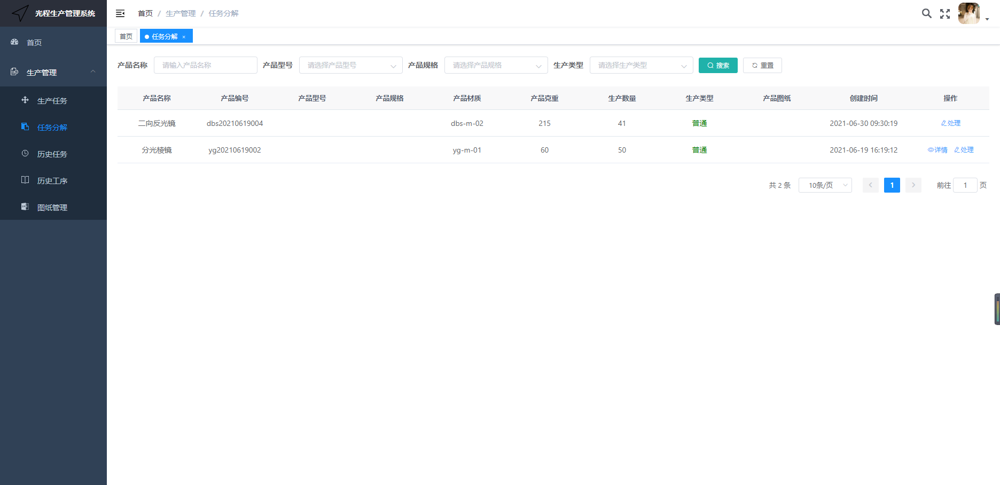 光程生产管理系统
首页 / 生产管理 / 任务分解
首页
任务分解 ×
首页
生产管理
生产任务
任务分解
历史任务
历史工序
图纸管理
产品名称 请输入产品名称 产品型号 请选择产品型号 产品规格 请选择产品规格 生产类型 请选择生产类型 搜索 重置
产品名称 产品编号 产品型号 产品规格 产品材质 产品克重 生产数量 生产类型 产品图纸 创建时间 操作
二向反光镜 dbs20210619004 dbs-m-02 215 41 普通 2021-06-30 09:30:19 处理
分光棱镜 yg20210619002 yg-m-01 60 50 普通 2021-06-19 16:19:12 详情 处理
共 2 条 10条/页 1 前往 1 页